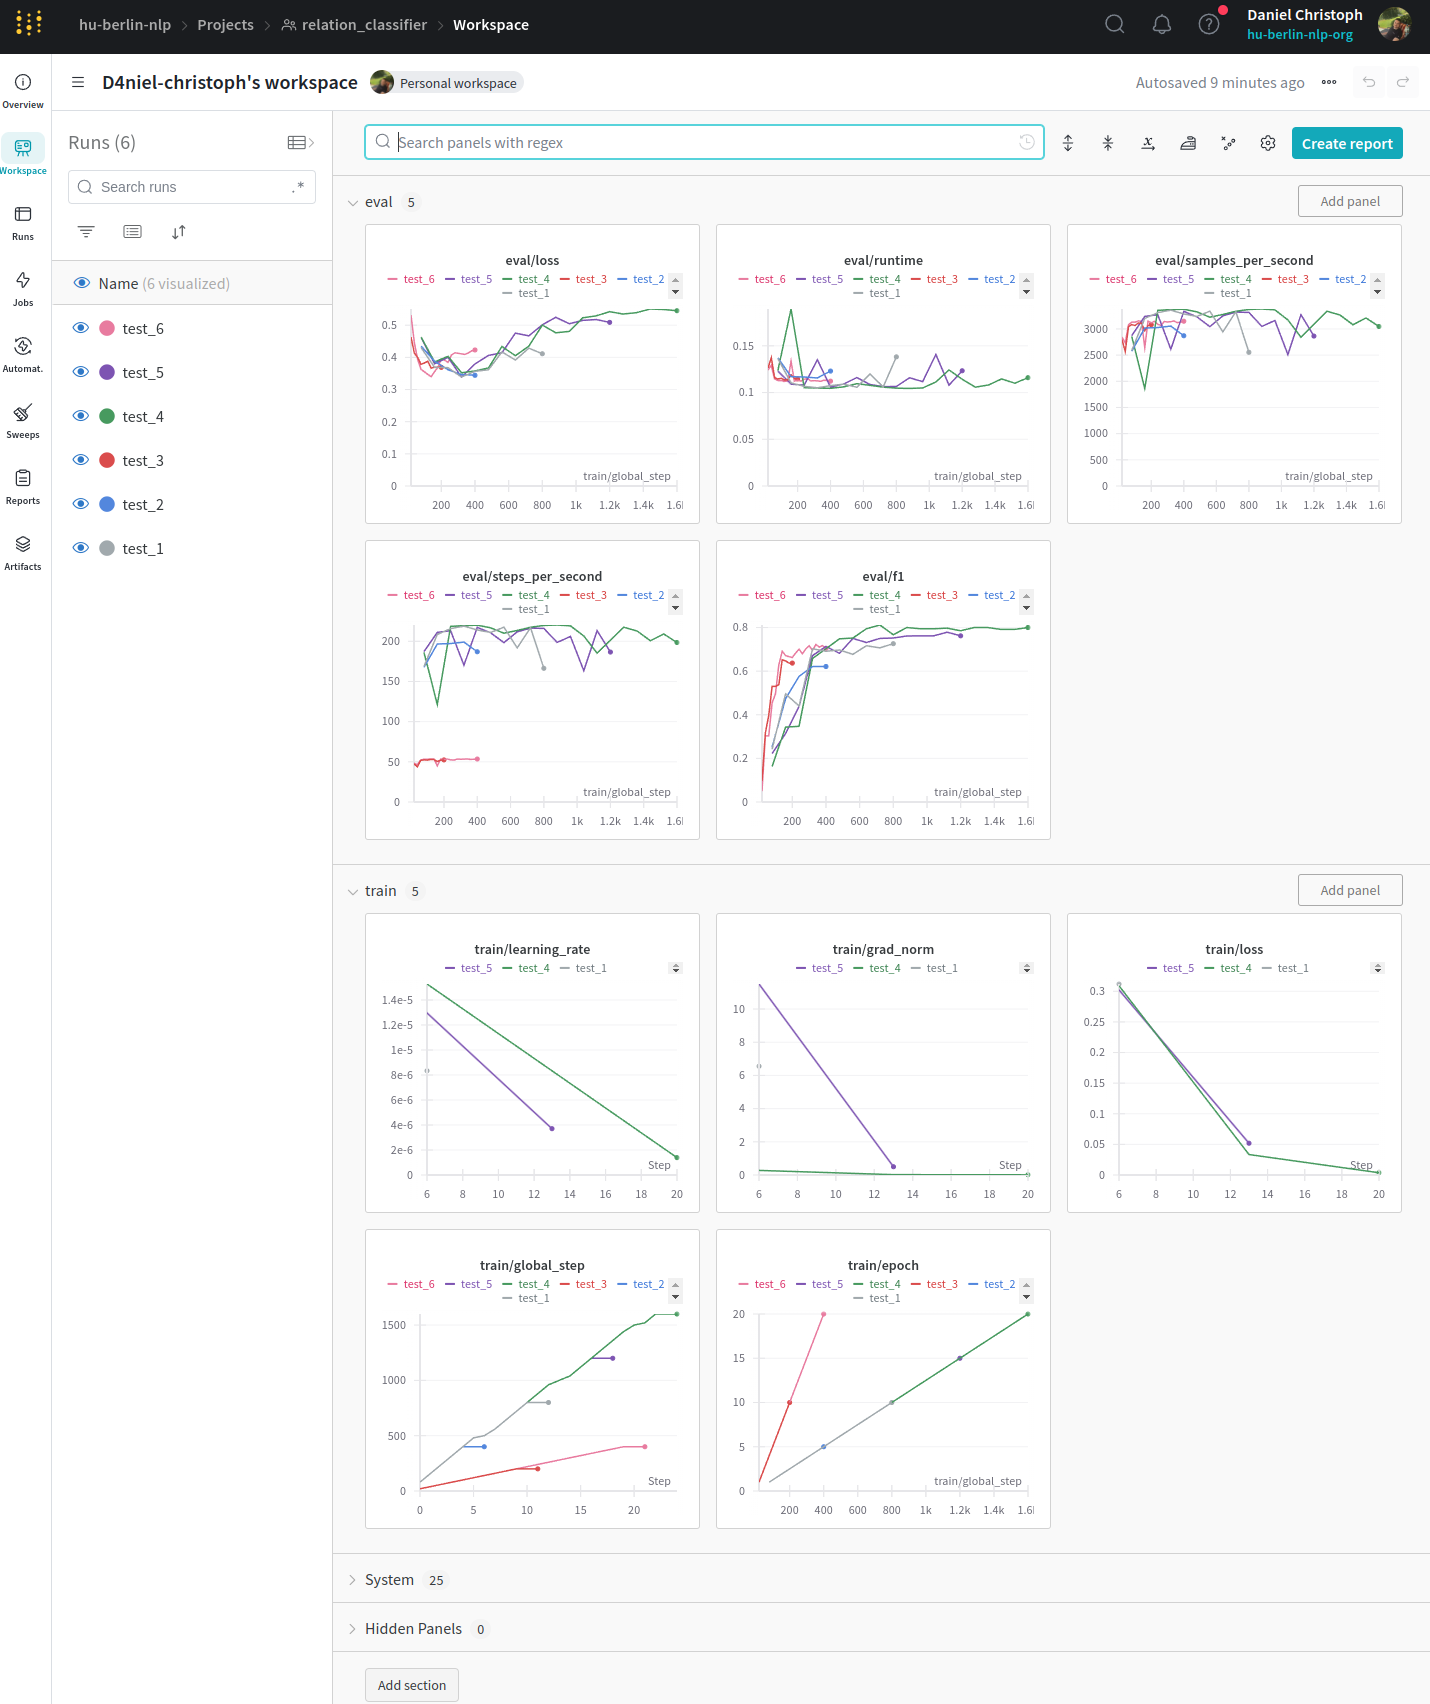 hu-berlin-nlp > Projects > relation_classifier > Workspace
Daniel Christoph
hu-berlin-nlp-org
D4niel-christoph's workspace
Personal workspace
Autosaved 9 minutes ago
Overview
Workspace
Runs
Jobs
Automat.
Sweeps
Reports
Artifacts
Runs (6)
Search runs
.*
Name (6 visualized)
test_6
test_5
test_4
test_3
test_2
test_1
Search panels with regex
Create report
eval 5
Add panel
eval/loss
test_6 test_5 test_4 test_3 test_2
test_1
0.5
0.4
0.3
0.2
0.1
0
train/global_step
200 400 600 800 1k 1.2k 1.4k 1.6
eval/runtime
test_6 test_5 test_4 test_3 test_2
test_1
0.15
0.1
0.05
0
train/global_step
200 400 600 800 1k 1.2k 1.4k 1.6
eval/samples_per_second
test_6 test_5 test_4 test_3 test_2
test_1
3000
2500
2000
1500
1000
500
0
train/global_step
200 400 600 800 1k 1.2k 1.4k 1.6
eval/steps_per_second
test_6 test_5 test_4 test_3 test_2
test_1
200
150
100
50
0
train/global_step
200 400 600 800 1k 1.2k 1.4k 1.6
eval/f1
test_6 test_5 test_4 test_3 test_2
test_1
0.8
0.6
0.4
0.2
0
train/global_step
200 400 600 800 1k 1.2k 1.4k 1.6
train 5
Add panel
train/learning_rate
test_5 test_4 test_1
1.4e-5
1.2e-5
1e-5
8e-6
6e-6
4e-6
2e-6
0
Step
6 8 10 12 14 16 18 20
train/grad_norm
test_5 test_4 test_1
10
8
6
4
2
0
Step
6 8 10 12 14 16 18 20
train/loss
test_5 test_4 test_1
0.3
0.25
0.2
0.15
0.1
0.05
0
Step
6 8 10 12 14 16 18 20
train/global_step
test_6 test_5 test_4 test_3 test_2
test_1
1500
1000
500
0
Step
0 5 10 15 20
train/epoch
test_6 test_5 test_4 test_3 test_2
test_1
20
15
10
5
0
train/global_step
200 400 600 800 1k 1.2k 1.4k 1.6
System 25
Hidden Panels 0
Add section